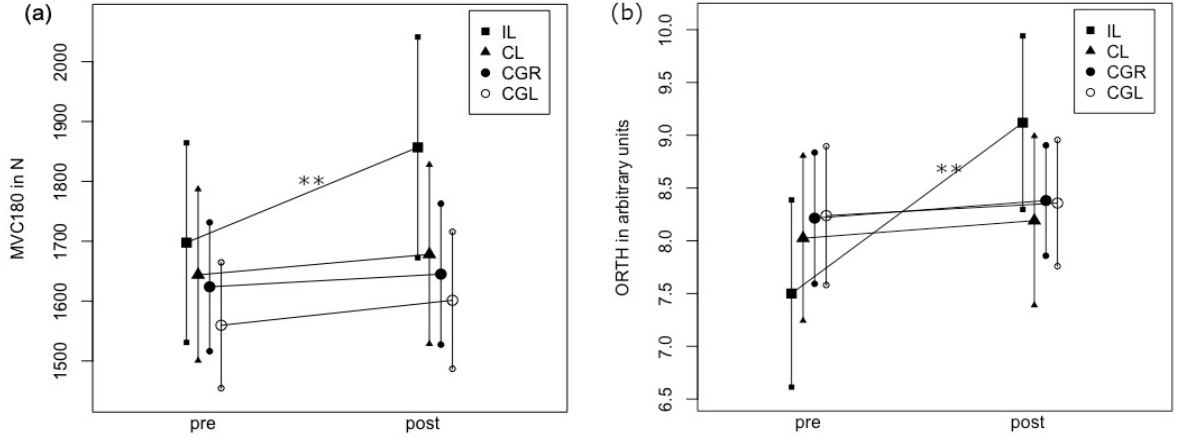 (a)
MVC180 in N
2000
1900
1800
1700
1600
1500
IL
CL
CGR
CGL
**
pre
post
(b)
ORTH in arbitrary units
10.0
9.5
9.0
8.5
8.0
7.5
7.0
6.5
IL
CL
CGR
CGL
**
pre
post